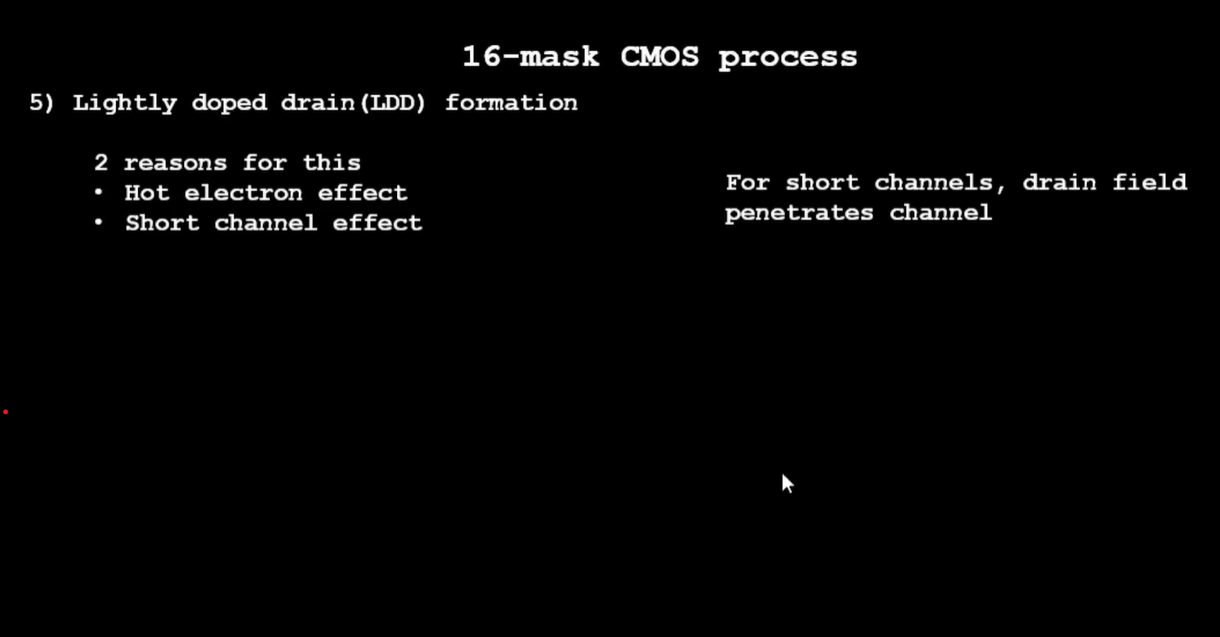 16-mask CMOS process
5) Lightly doped drain(LDD) formation
2 reasons for this
• Hot electron effect
• Short channel effect
For short channels, drain field
penetrates channel